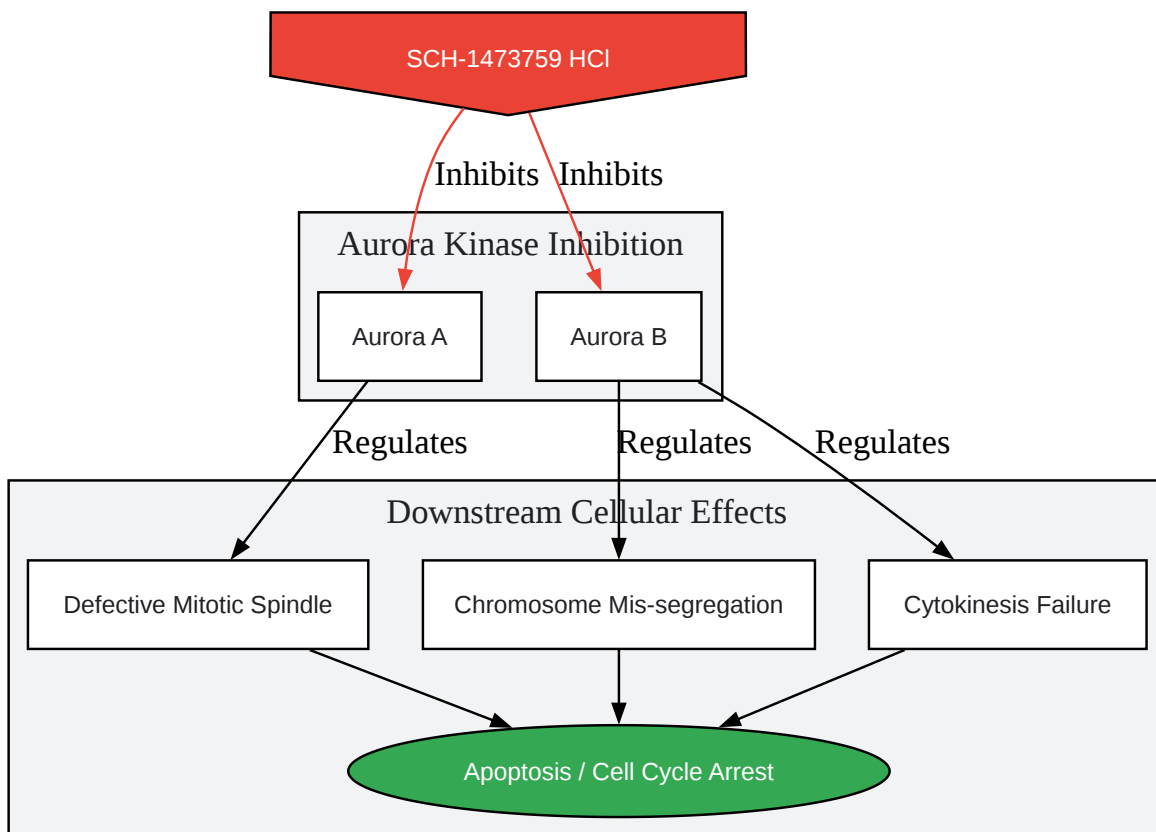 SCH-1473759 HCl
Inhibits
Inhibits
Aurora Kinase Inhibition
Aurora A
Aurora B
Regulates
Regulates
Regulates
Downstream Cellular Effects
Defective Mitotic Spindle
Chromosome Mis-segregation
Cytokinesis Failure
Apoptosis / Cell Cycle Arrest